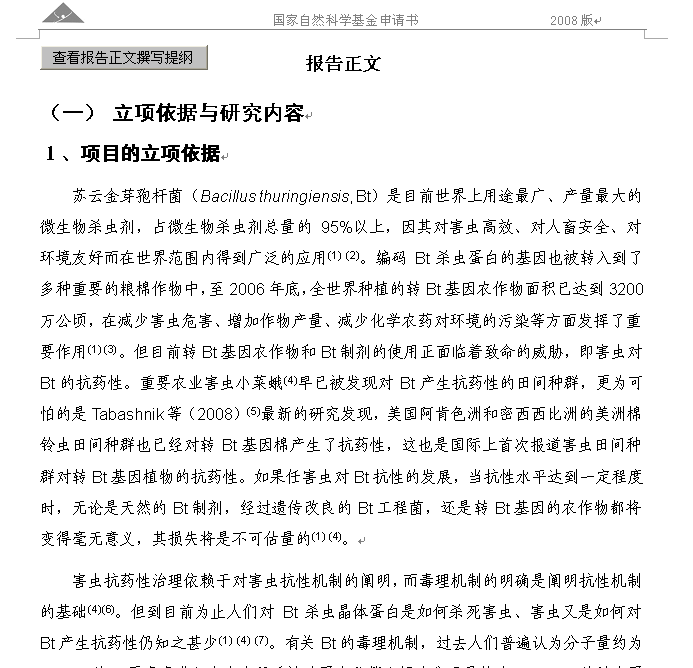 国家自然科学基金申请书 2008 版
查看报告正文撰写提纲
报告正文
（一） 立项依据与研究内容
1 、项目的立项依据
苏云金芽孢杆菌（Bacillus thuringiensis, Bt）是目前世界上用途最广、产量最大的
微生物杀虫剂，占微生物杀虫剂总量的 95%以上，因其对害虫高效、对人畜安全、对
环境友好而在世界范围内得到广泛的应用(1) (2)。编码 Bt 杀虫蛋白的基因也被转入到了
多种重要的粮棉作物中，至 2006 年底，全世界种植的转 Bt 基因农作物面积已达到 3200
万公顷，在减少害虫危害、增加作物产量、减少化学农药对环境的污染等方面发挥了重
要作用(1) (3)。但目前转 Bt 基因农作物和 Bt 制剂的使用正面临着致命的威胁，即害虫对
Bt 的抗药性。重要农业害虫小菜蛾(4)早已被发现对 Bt 产生抗药性的田间种群，更为可
怕的是 Tabashnik 等（2008）(5)最新的研究发现，美国阿肯色洲和密西西比洲的美洲棉
铃虫田间种群也已经对转 Bt 基因棉产生了抗药性，这也是国际上首次报道害虫田间种
群对转 Bt 基因植物的抗药性。如果任害虫对 Bt 抗性的发展，当抗性水平达到一定程度
时，无论是天然的 Bt 制剂，经过遗传改良的 Bt 工程菌，还是转 Bt 基因的农作物都将
变得毫无意义，其损失将是不可估量的(1) (4)。
害虫抗药性治理依赖于对害虫抗性机制的阐明，而毒理机制的明确是阐明抗性机制
的基础(4)(6)。但到目前为止人们对 Bt 杀虫晶体蛋白是如何杀死害虫、害虫又是如何对
Bt 产生抗药性仍知之甚少(1) (4) (7)。有关 Bt 的毒理机制，过去人们普遍认为分子量约为